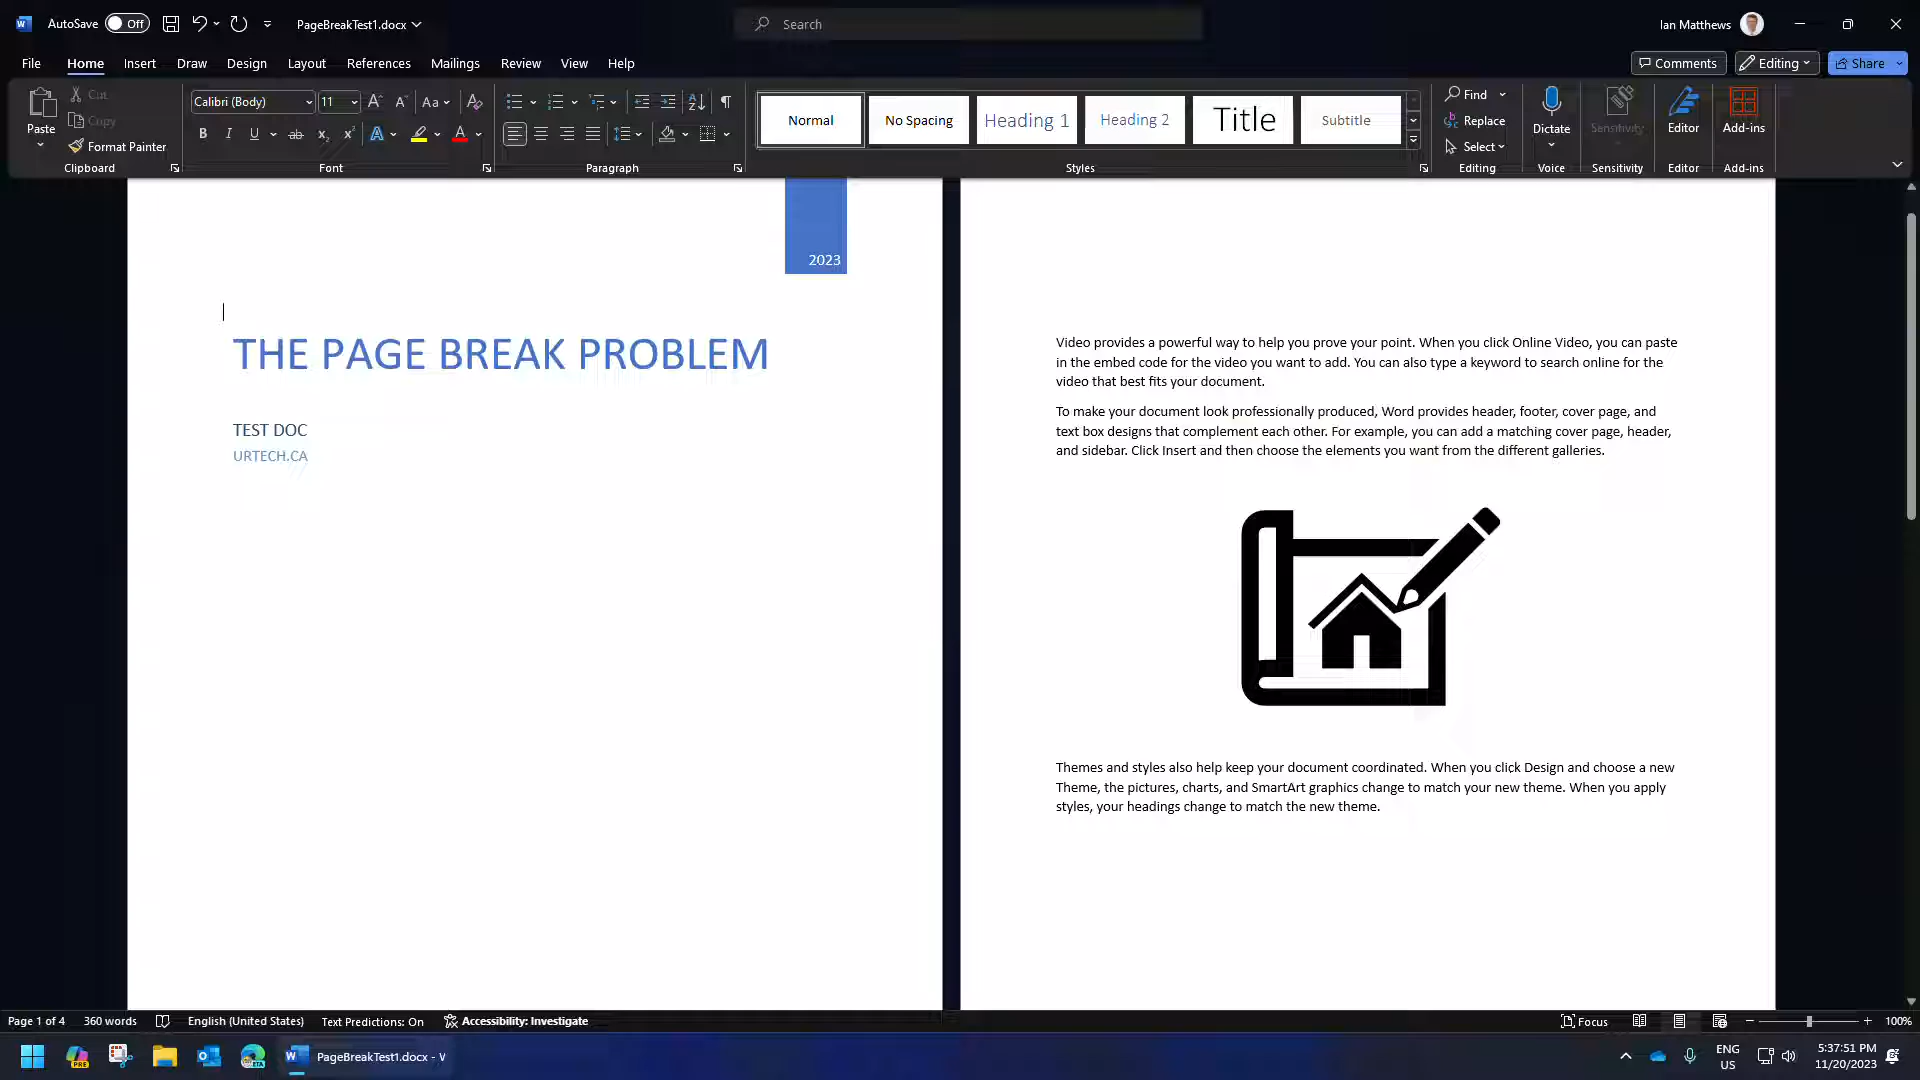 AutoSave Off PageBreakTest1.docx Search Ian Matthews
File Home Insert Draw Design Layout References Mailings Review View Help Comments Editing Share
Paste Cut Copy Format Painter Clipboard
Calibri (Body) 11 Aa
B I U ab x₂ x² A A
Font
Paragraph
Normal No Spacing Heading 1 Heading 2 Title Subtitle
Styles
Find
Replace
Select
Editing
Dictate
Voice
Sensitivity
Sensitivity
Editor
Editor
Add-ins
Add-ins
2023
THE PAGE BREAK PROBLEM
TEST DOC
URTECH.CA
Video provides a powerful way to help you prove your point. When you click Online Video, you can paste
in the embed code for the video you want to add. You can also type a keyword to search online for the
video that best fits your document.
To make your document look professionally produced, Word provides header, footer, cover page, and
text box designs that complement each other. For example, you can add a matching cover page, header,
and sidebar. Click Insert and then choose the elements you want from the different galleries.
Themes and styles also help keep your document coordinated. When you click Design and choose a new
Theme, the pictures, charts, and SmartArt graphics change to match your new theme. When you apply
styles, your headings change to match the new theme.
Page 1 of 4 360 words English (United States) Text Predictions: On Accessibility: Investigate Focus 100%
PageBreakTest1.docx - W
ENG
US
5:37:51 PM
11/20/2023